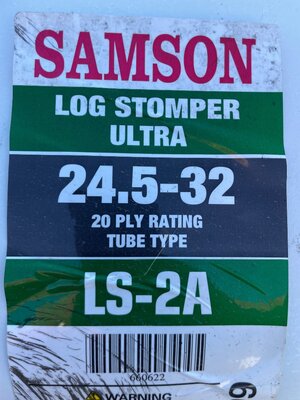 SAMSON
LOG STOMPER
ULTRA
24.5-32
20 PLY RATING
TUBE TYPE
LS-2A
660622
WARNING